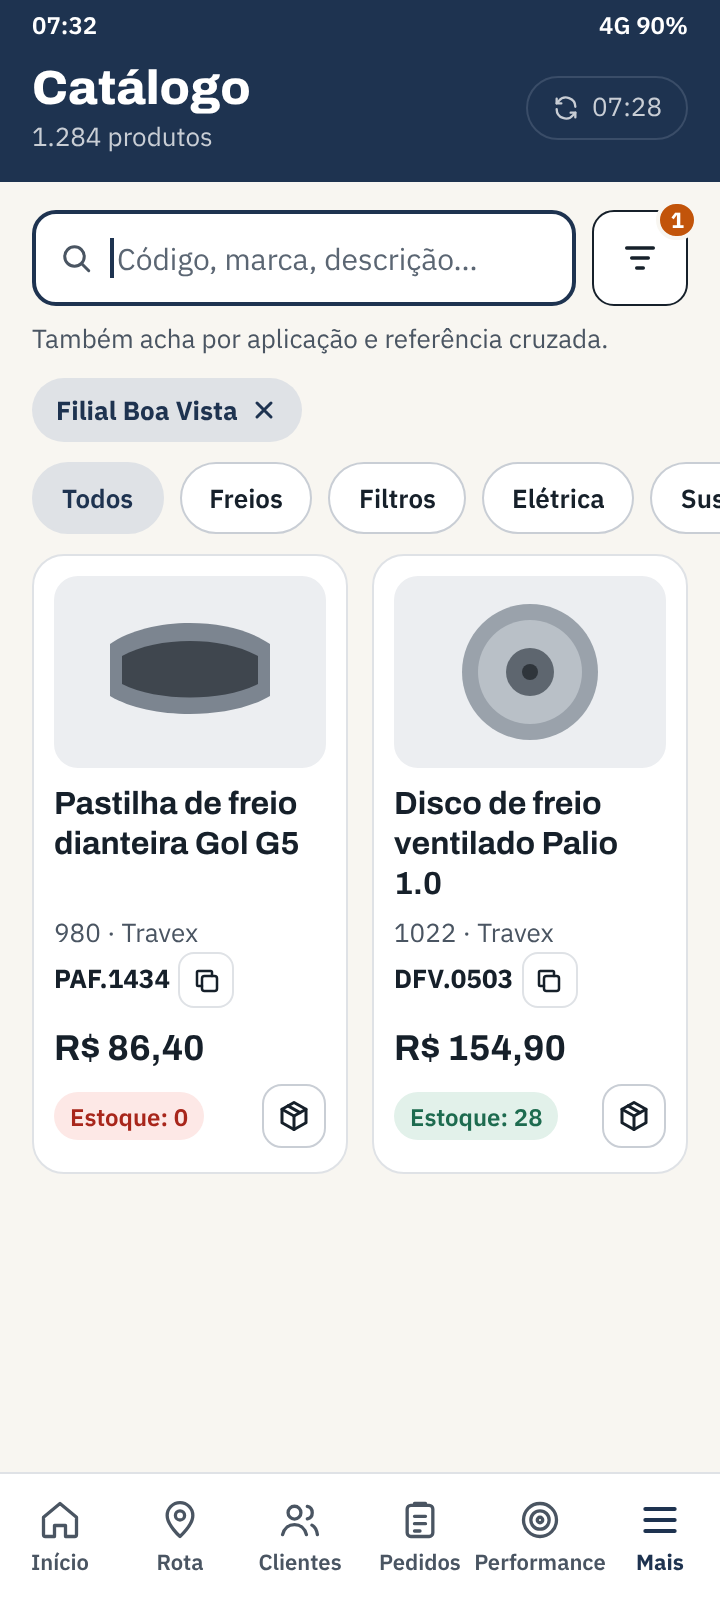 07:32
4G 90%
Catálogo
1.284 produtos
07:28
1
Código, marca, descrição...
Também acha por aplicação e referência cruzada.
Filial Boa Vista
Todos
Freios
Filtros
Elétrica
Sus
Pastilha de freio
dianteira Gol G5
980 · Travex
PAF.1434
R$ 86,40
Estoque: 0
Disco de freio
ventilado Palio
1.0
1022 · Travex
DFV.0503
R$ 154,90
Estoque: 28
Início
Rota
Clientes
Pedidos
Performance
Mais